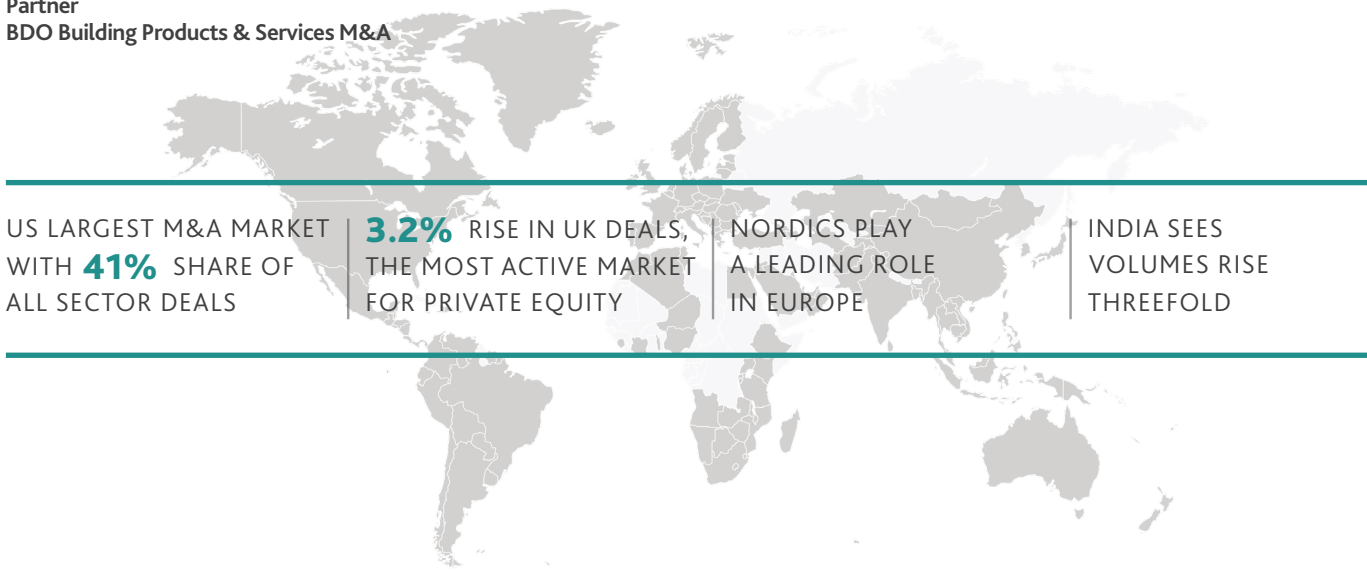 Partner
BDO Building Products & Services M&A
US LARGEST M&A MARKET
WITH 41% SHARE OF
ALL SECTOR DEALS
3.2% RISE IN UK DEALS,
THE MOST ACTIVE MARKET
FOR PRIVATE EQUITY
NORDICS PLAY
A LEADING ROLE
IN EUROPE
INDIA SEES
VOLUMES RISE
THREEFOLD